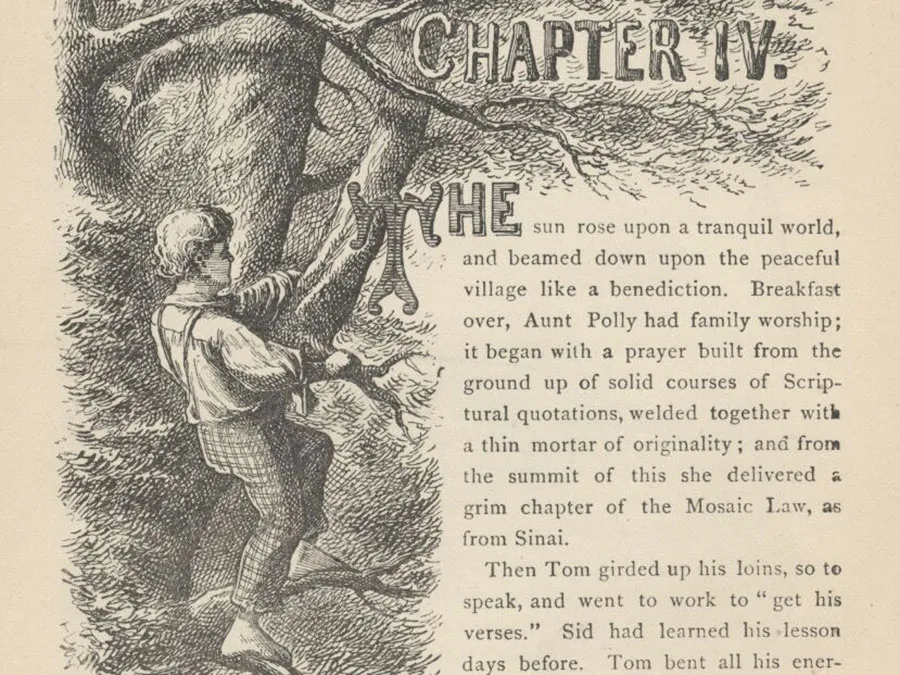 CHAPTER IV.
THE sun rose upon a tranquil world,
and beamed down upon the peaceful
village like a benediction. Breakfast
over, Aunt Polly had family worship;
it began with a prayer built from the
ground up of solid courses of Scrip-
tural quotations, welded together with
a thin mortar of originality; and from
the summit of this she delivered a
grim chapter of the Mosaic Law, as
from Sinai.
Then Tom girded up his loins, so to
speak, and went to work to “get his
verses.” Sid had learned his lesson
days before. Tom bent all his ener-